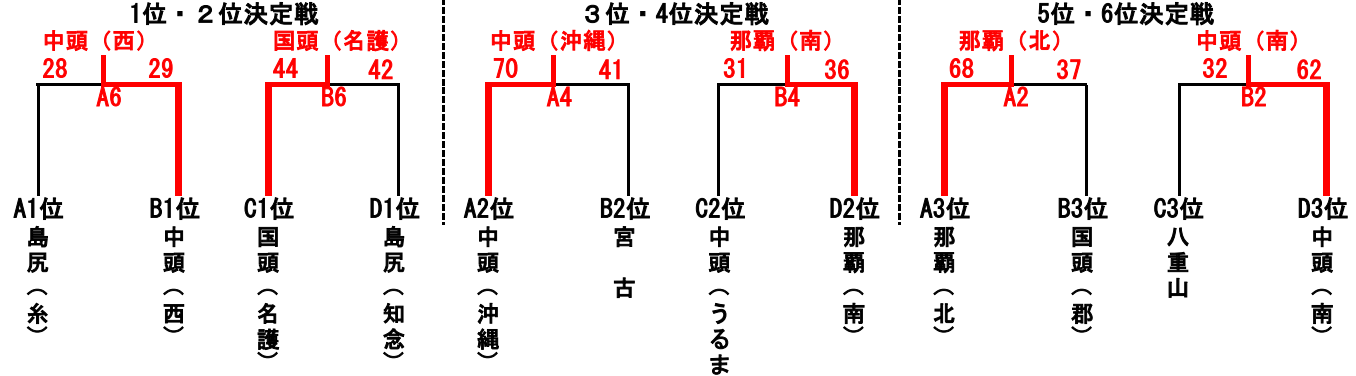 1位・２位決定戦
３位・4位決定戦
5位・6位決定戦
中頭（西）
国頭（名護）
中頭（沖縄）
那覇（南）
那覇（北）
中頭（南）
28
29
44
42
70
41
31
36
68
37
32
62
A6
B6
A4
B4
A2
B2
A1位
B1位
C1位
D1位
A2位
B2位
C2位
D2位
A3位
B3位
C3位
D3位
島尻（糸）
中頭（西）
国頭（名護）
島尻（知念）
中頭（沖縄）
宮　古
中頭（うるま
那覇（南）
那覇（北）
国頭（郡）
八重山
中頭（南）